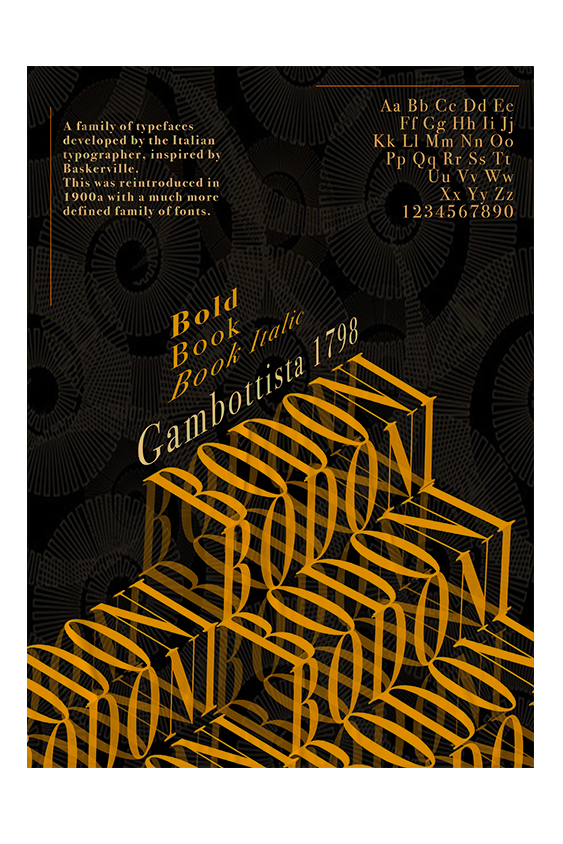 A family of typefaces
developed by the Italian
typographer, inspired by
Baskerville.
This was reintroduced in
1900a with a much more
defined family of fonts.
Aa Bb Cc Dd Ee
Ff Gg Hh Ii Jj
Kk Ll Mm Nn Oo
Pp Qq Rr Ss Tt
Uu Vv Ww
Xx Yy Zz
1234567890
Bold
Book
Book Italic
Gambottista 1798
BODONI
BODONI
BODONI
BODONI